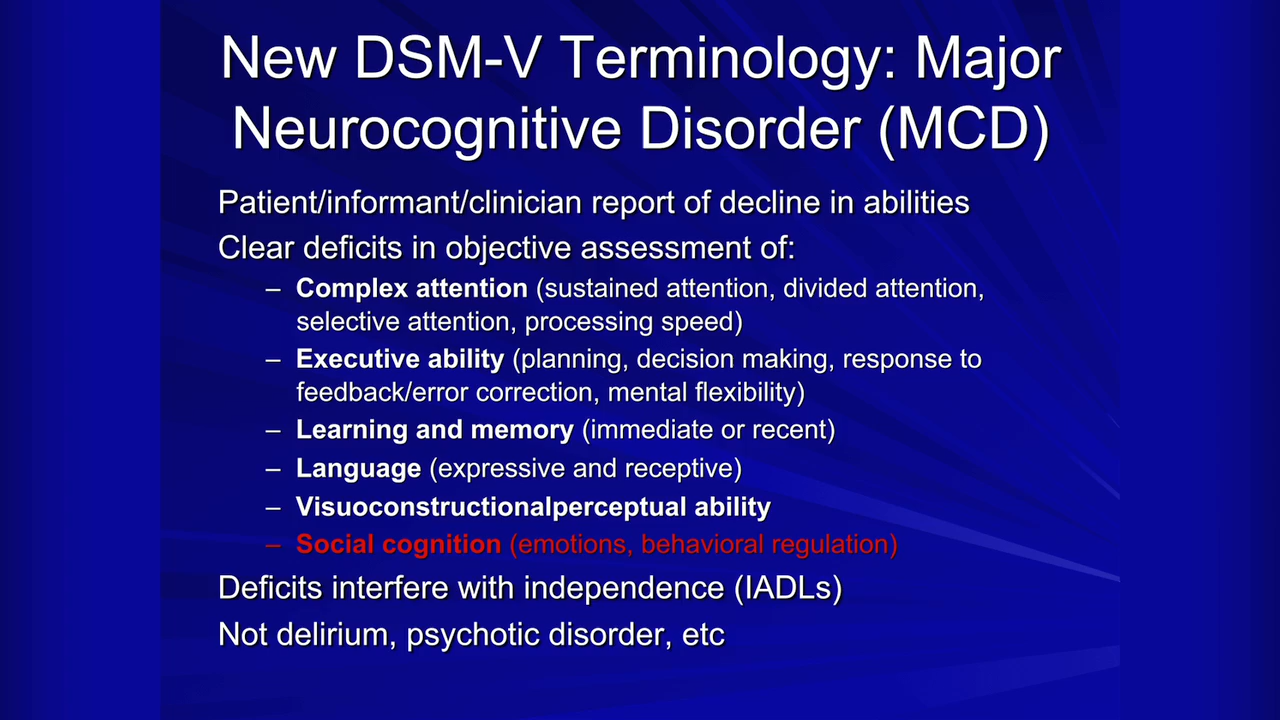 New DSM-V Terminology: Major
Neurocognitive Disorder (MCD)
Patient/informant/clinician report of decline in abilities
Clear deficits in objective assessment of:
– Complex attention (sustained attention, divided attention,
selective attention, processing speed)
– Executive ability (planning, decision making, response to
feedback/error correction, mental flexibility)
– Learning and memory (immediate or recent)
– Language (expressive and receptive)
– Visuoconstructionalperceptual ability
– Social cognition (emotions, behavioral regulation)
Deficits interfere with independence (IADLs)
Not delirium, psychotic disorder, etc